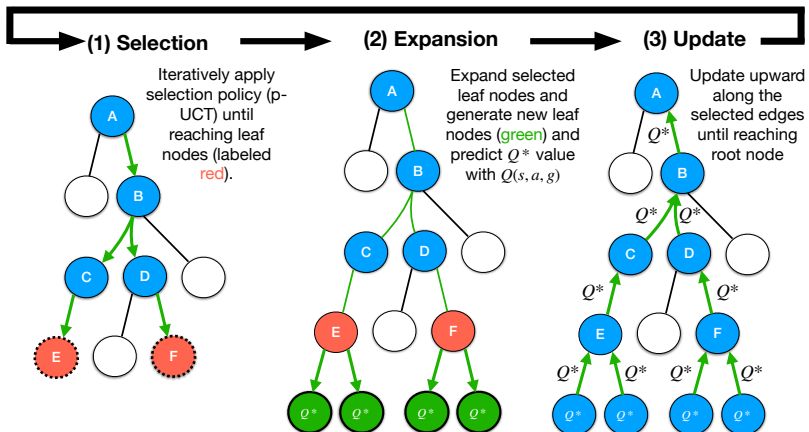 (1) Selection
(2) Expansion
(3) Update
Iteratively apply
selection policy (p-
UCT) until
reaching leaf
nodes (labeled
red).
A
B
C
D
E
F
Expand selected
leaf nodes and
generate new leaf
nodes (green) and
predict Q* value
with Q(s, a, g)
A
B
C
D
E
F
Q*
Q*
Q*
Q*
Update upward
along the
selected edges
until reaching
root node
A
Q*
B
Q*
Q*
C
D
Q*
Q*
E
F
Q*
Q*
Q*
Q*
Q*
Q*
Q*
Q*